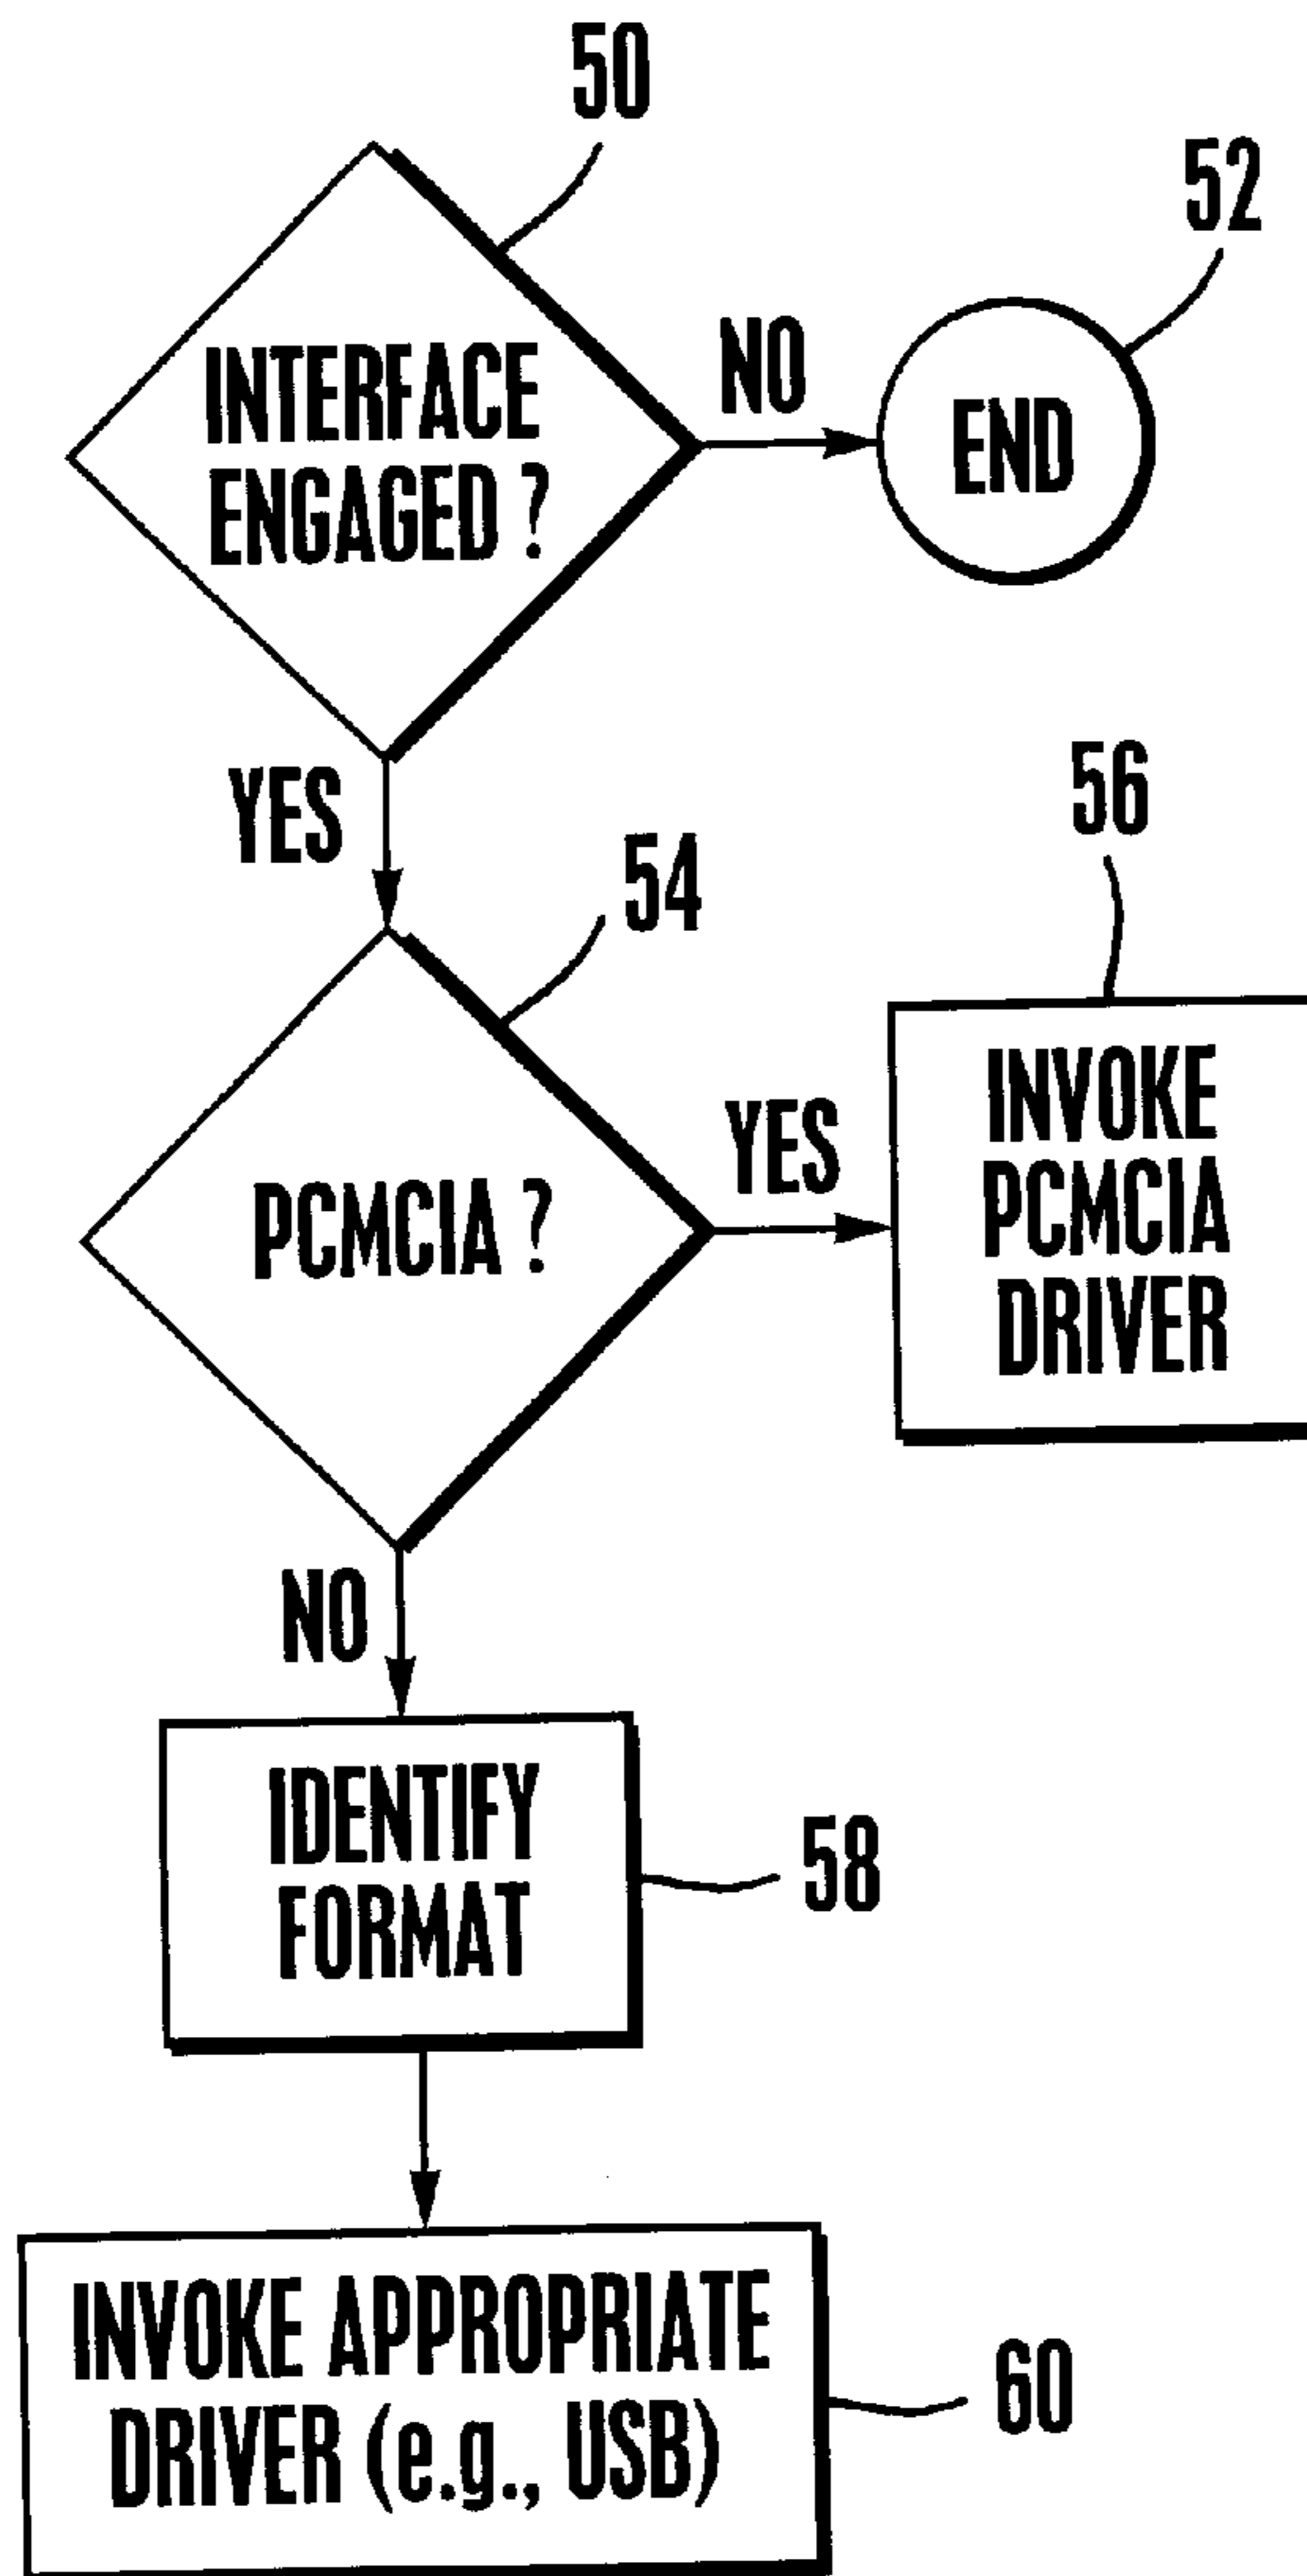 50
52
INTERFACE
ENGAGED ?
NO
END
YES
54
56
PCMCIA ?
YES
INVOKE
PCMCIA
DRIVER
NO
IDENTIFY
FORMAT
58
INVOKE APPROPRIATE
DRIVER (e.g., USB)
60